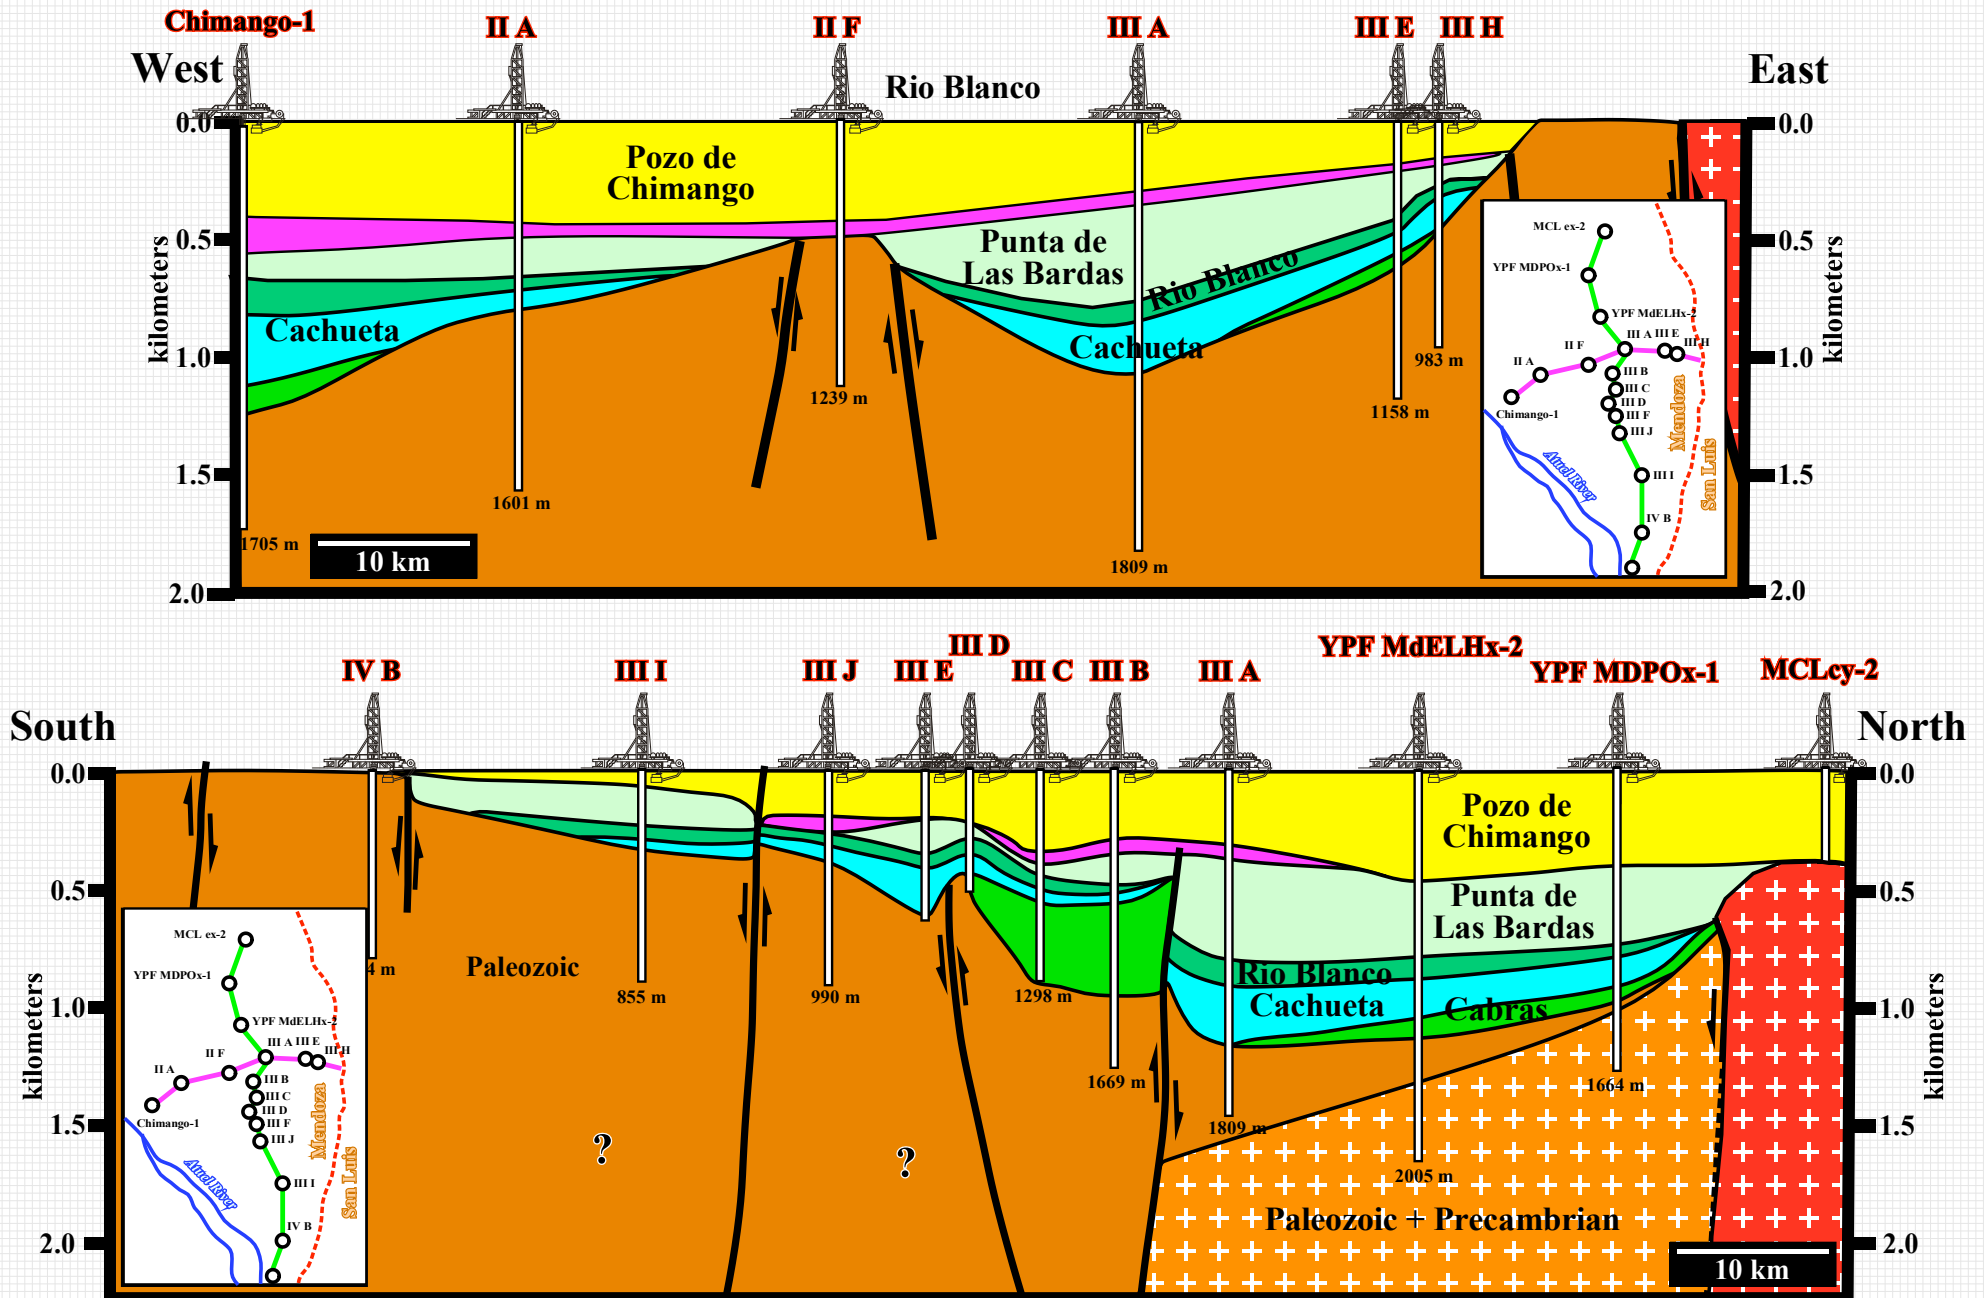 Chimango-1
II A
II F
III A
III E
III H
West
Rio Blanco
East
0.0
0.5
1.0
1.5
2.0
kilometers
Pozo de
Chimango
Punta de
Las Bardas
Rio Blanco
Cachueta
Cachueta
1705 m
1601 m
1239 m
1809 m
1158 m
983 m
10 km
0.0
0.5
1.0
1.5
2.0
kilometers
MCL ex-2
YPF MDPOx-1
YPF MdELHx-2
III A
III E
III H
II F
II A
Chimango-1
III B
III C
III D
III F
III J
III I
IV B
Mendoza
San Luis
Atuel River
IV B
III I
III J
III E
III D
III C
III B
III A
YPF MdELHx-2
YPF MDPOx-1
MCLcy-2
South
North
0.0
0.5
1.0
1.5
2.0
kilometers
Pozo de
Chimango
Punta de
Las Bardas
Rio Blanco
Cachueta
Cabras
Paleozoic
4 m
855 m
990 m
1298 m
1669 m
1809 m
2005 m
1664 m
?
?
Paleozoic + Precambrian
10 km
0.0
0.5
1.0
1.5
2.0
kilometers
MCL ex-2
YPF MDPOx-1
YPF MdELHx-2
III A
III E
III H
II F
II A
Chimango-1
III B
III C
III D
III F
III J
III I
IV B
Mendoza
San Luis
Atuel River